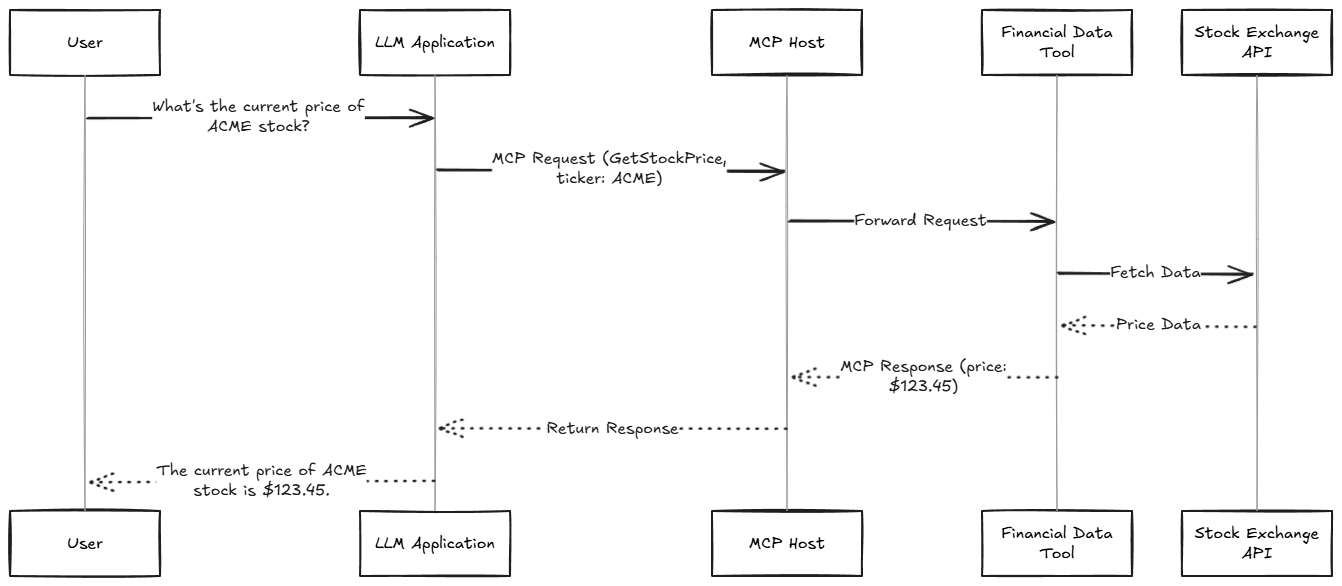 User
LLM Application
MCP Host
Financial Data
Tool
Stock Exchange
API
What's the current price of
ACME stock?
MCP Request (GetStockPrice,
ticker: ACME)
Forward Request
Fetch Data
Price Data
MCP Response (price:
$123.45)
Return Response
The current price of ACME
stock is $123.45.
User
LLM Application
MCP Host
Financial Data
Tool
Stock Exchange
API